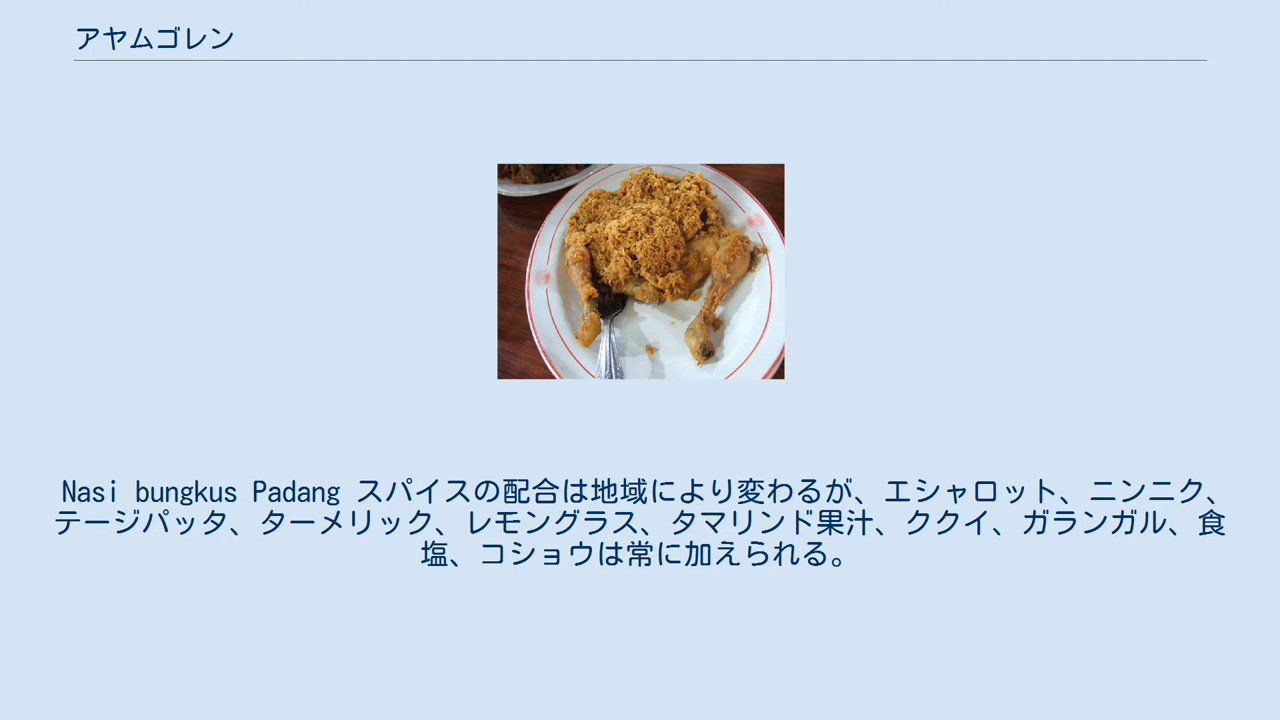 アヤムゴレン
Nasi bungkus Padang スパイスの配合は地域により変わるが、エシャロット、ニンニク、
テージパッタ、ターメリック、レモングラス、タマリンド果汁、ククイ、ガランガル、食
塩、コショウは常に加えられる。